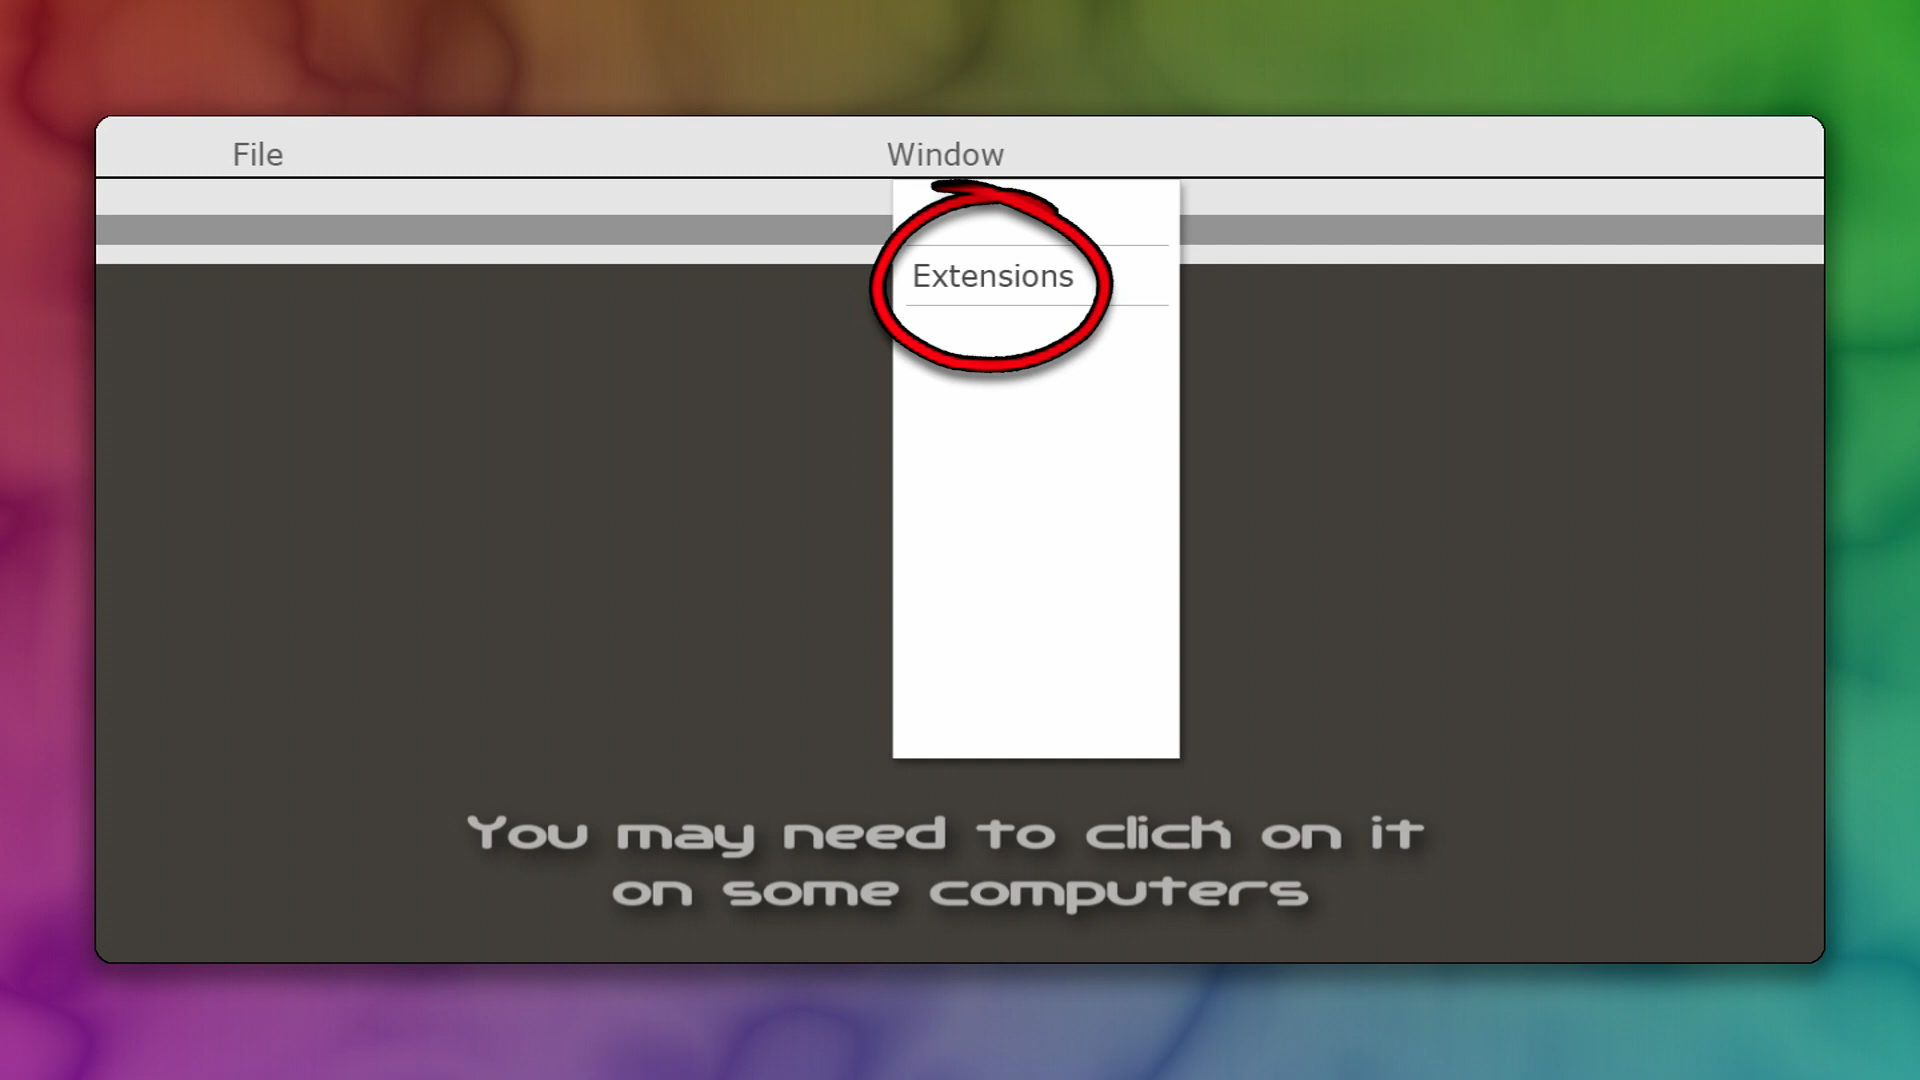 File
Window
Extensions
You may need to click on it
on some computers